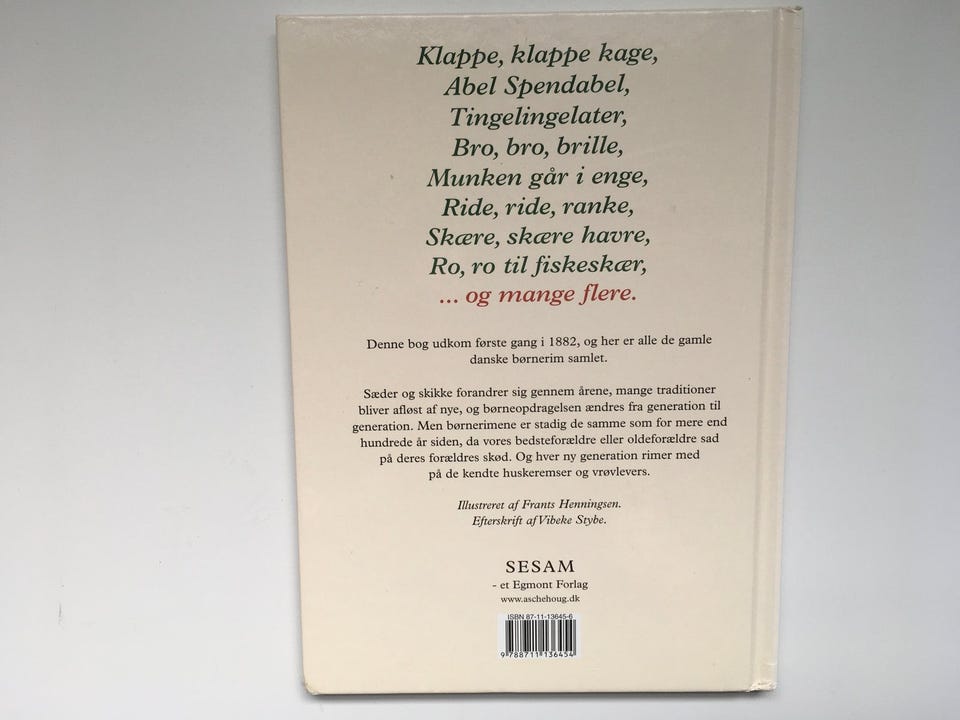 Klappe, klappe kage,
Abel Spendabel,
Tingelingelater,
Bro, bro, brille,
Munken går i enge,
Ride, ride, ranke,
Skære, skære havre,
Ro, ro til fiskeskær,
... og mange flere.
Denne bog udkom første gang i 1882, og her er alle de gamle
danske børnerim samlet.
Sæder og skikke forandrer sig gennem årene, mange traditioner
bliver afløst af nye, og børneopdragelsen ændres fra generation til
generation. Men børnerimene er stadig de samme som for mere end
hundrede år siden, da vores bedsteforældre eller oldeforældre sad
på deres forældres skød. Og hver ny generation rimer med
på de kendte huskeremser og vrøvlevers.
Illustreret af Frants Henningsen.
Efterskrift af Vibeke Stybe.
SESAM
- et Egmont Forlag
www.aschehoug.dk
ISBN 87-11-13645-6
9 788711 136454